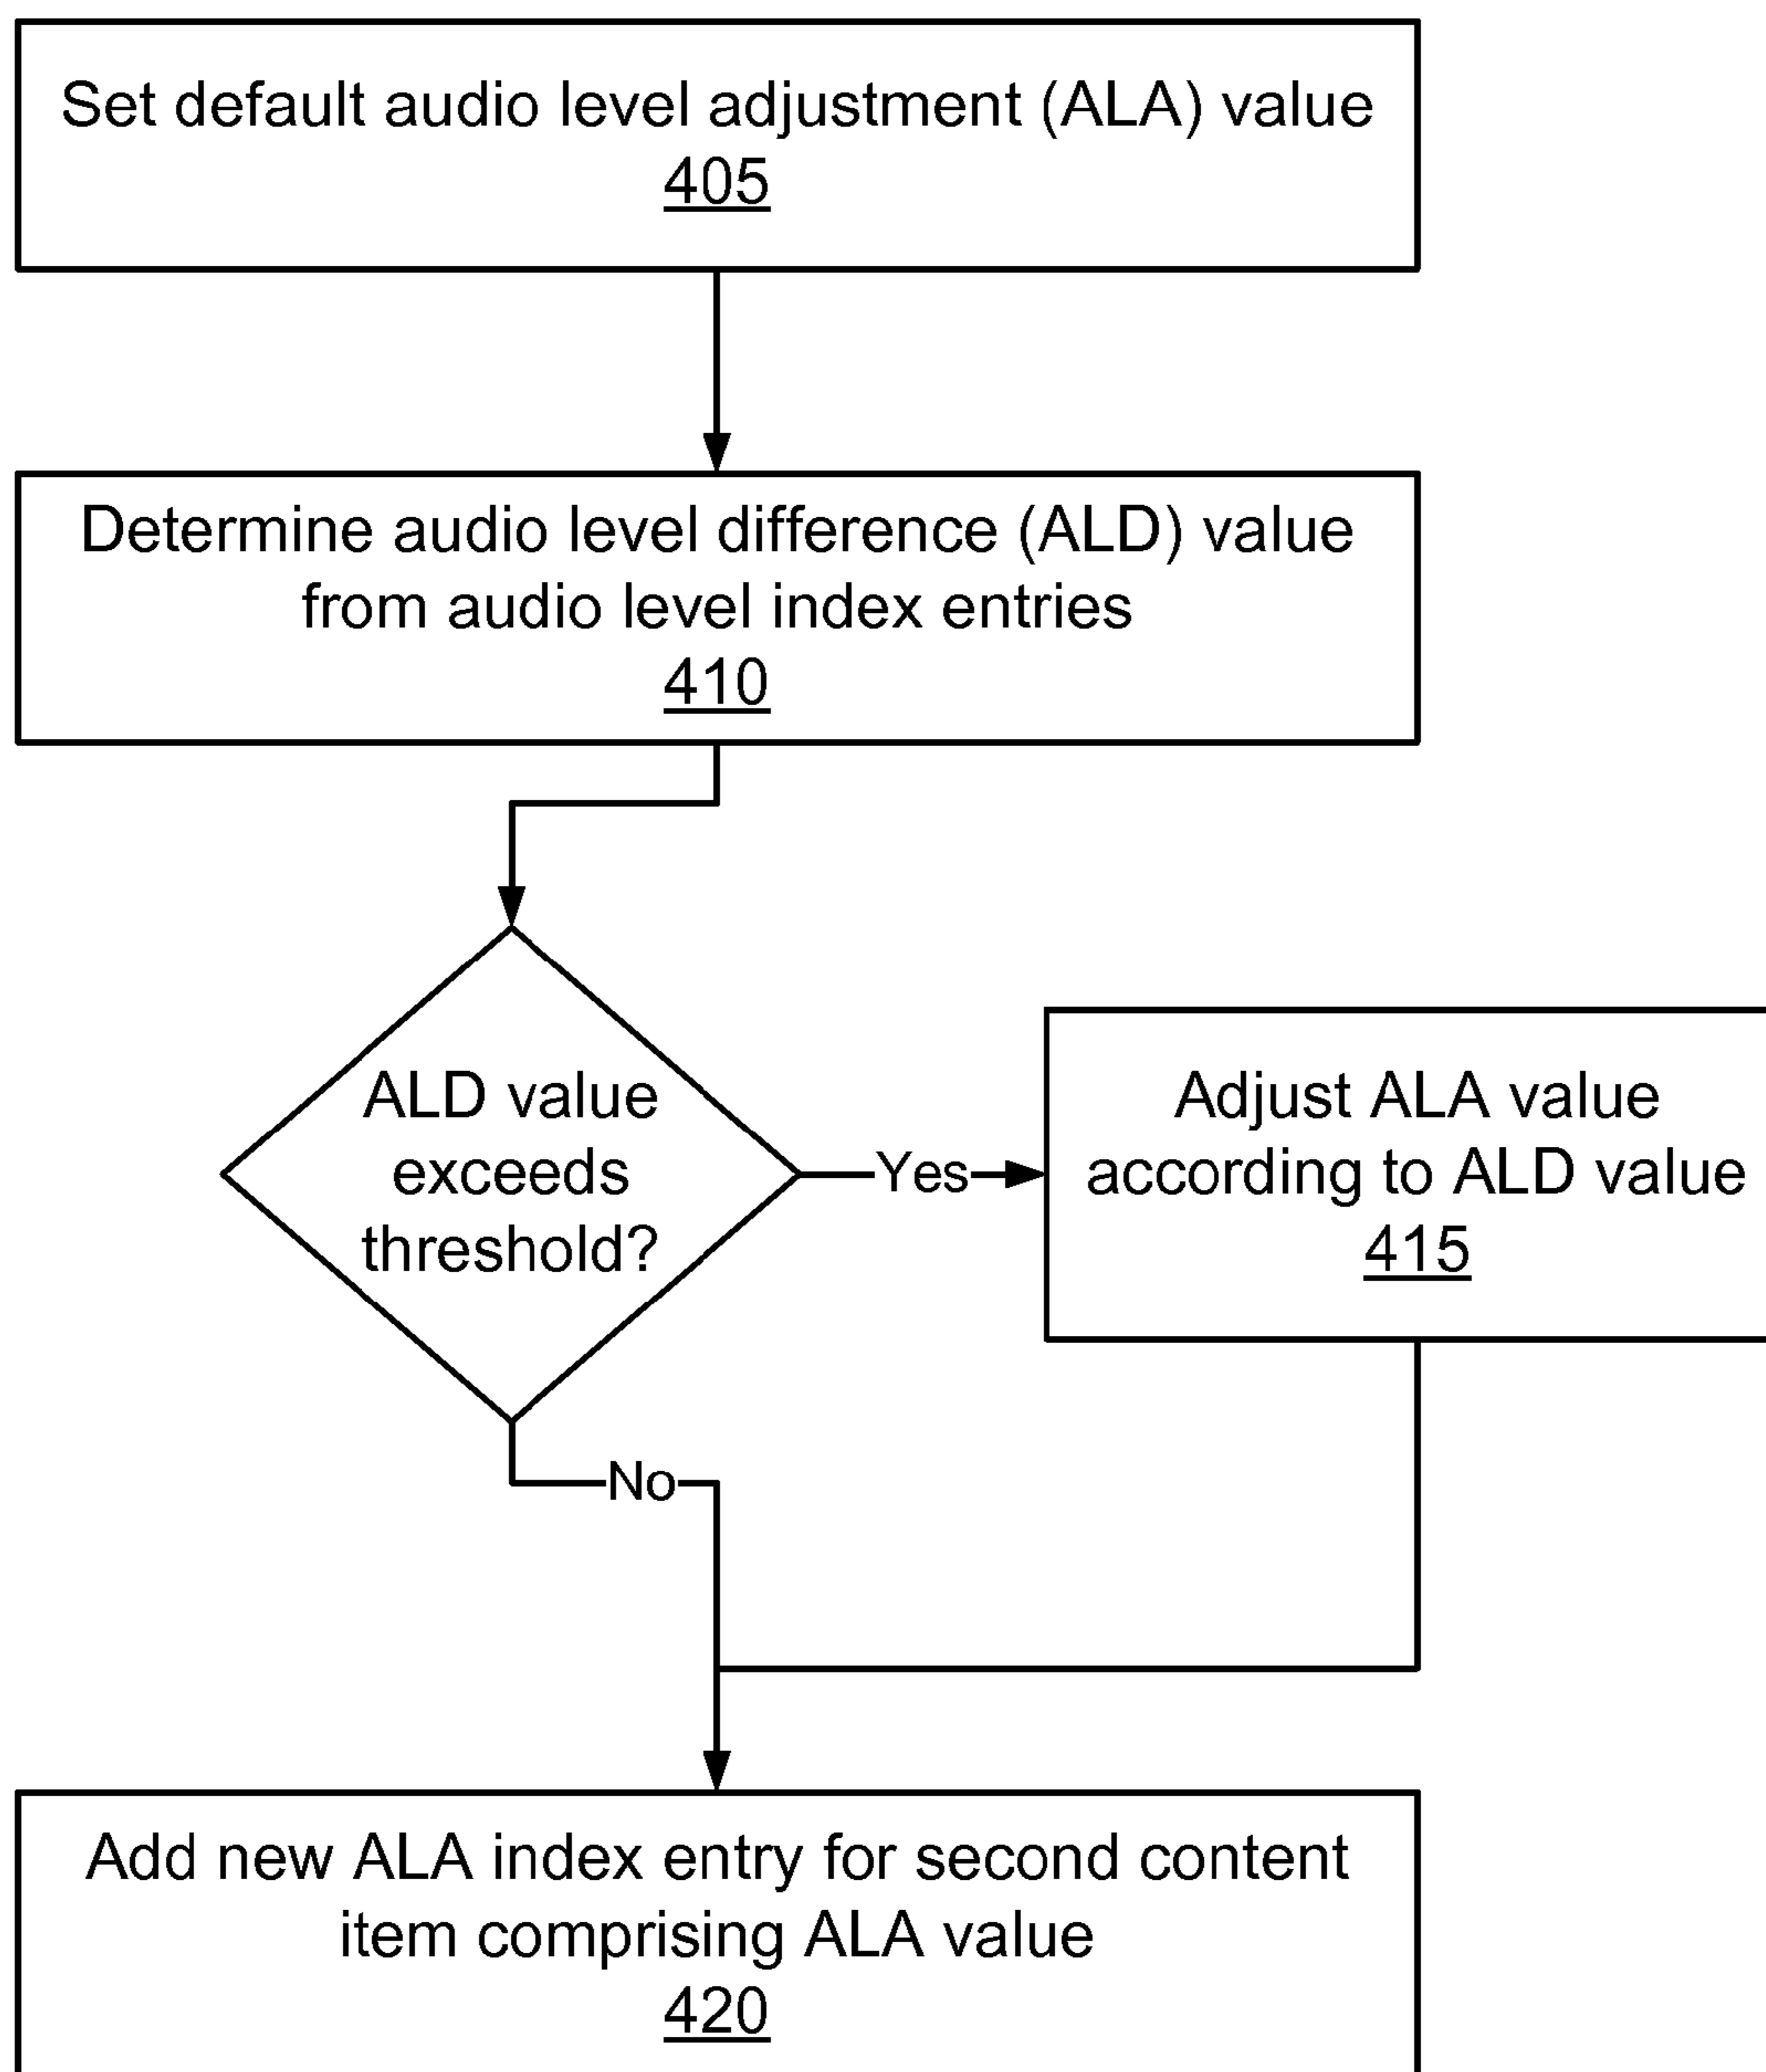 Set default audio level adjustment (ALA) value
405
Determine audio level difference (ALD) value
from audio level index entries
410
ALD value
exceeds
threshold?
Yes
Adjust ALA value
according to ALD value
415
No
Add new ALA index entry for second content
item comprising ALA value
420